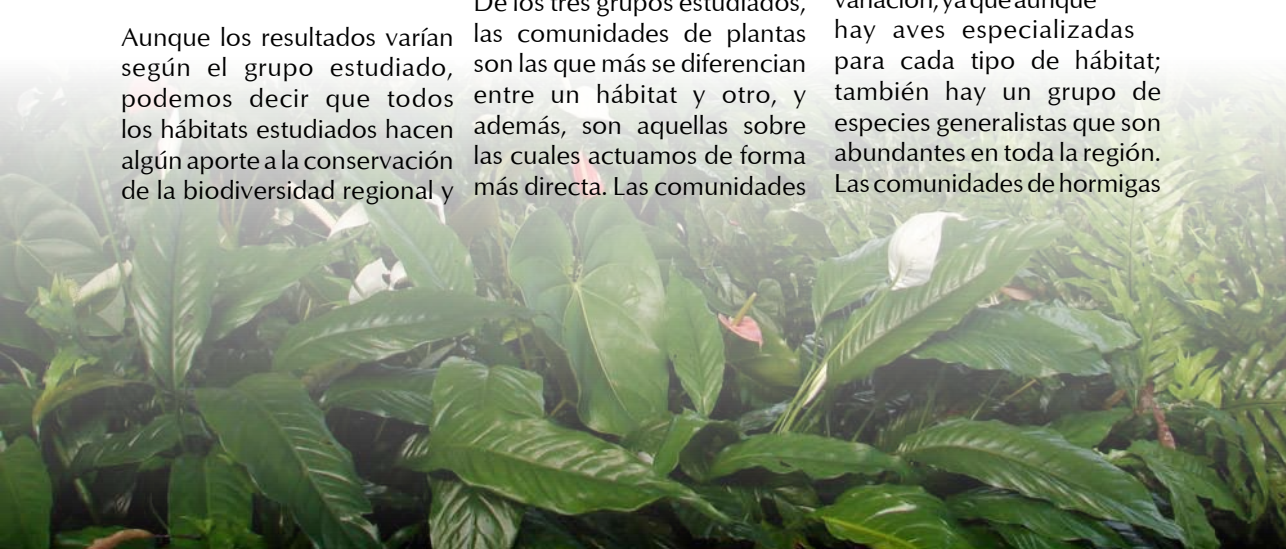 Aunque los resultados varían
según el grupo estudiado,
podemos decir que todos
los hábitats estudiados hacen
algún aporte a la conservación
de la biodiversidad regional y
De los tres grupos estudiados,
las comunidades de plantas
son las que más se diferencian
entre un hábitat y otro, y
además, son aquellas sobre
las cuales actuamos de forma
más directa. Las comunidades
variación, ya que aunque
hay aves especializadas
para cada tipo de hábitat;
también hay un grupo de
especies generalistas que son
abundantes en toda la región.
Las comunidades de hormigas